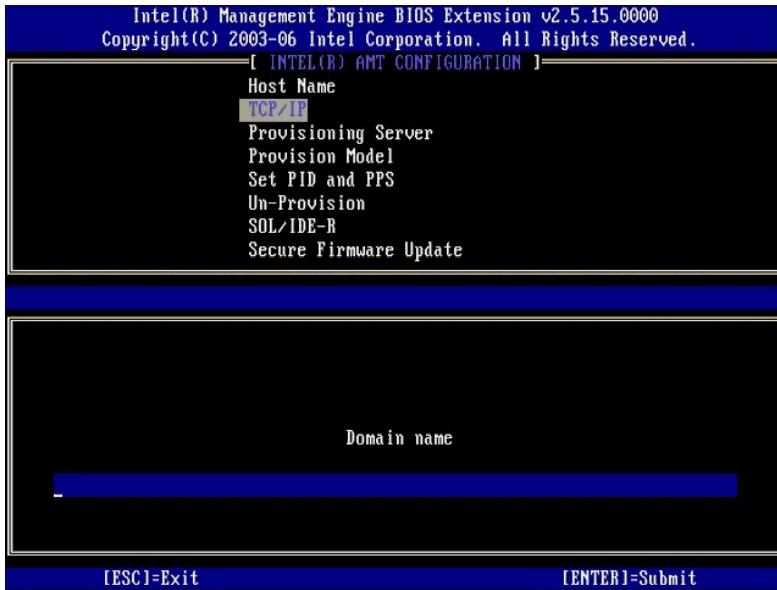 Intel(R) Management Engine BIOS Extension v2.5.15.0000
Copyright(C) 2003-06 Intel Corporation. All Rights Reserved.
[ INTEL(R) AMT CONFIGURATION ]
Host Name
TCP/IP
Provisioning Server
Provision Model
Set PID and PPS
Un-Provision
SOL/IDE-R
Secure Firmware Update
Domain name
[ESC]=Exit [ENTER]=Submit